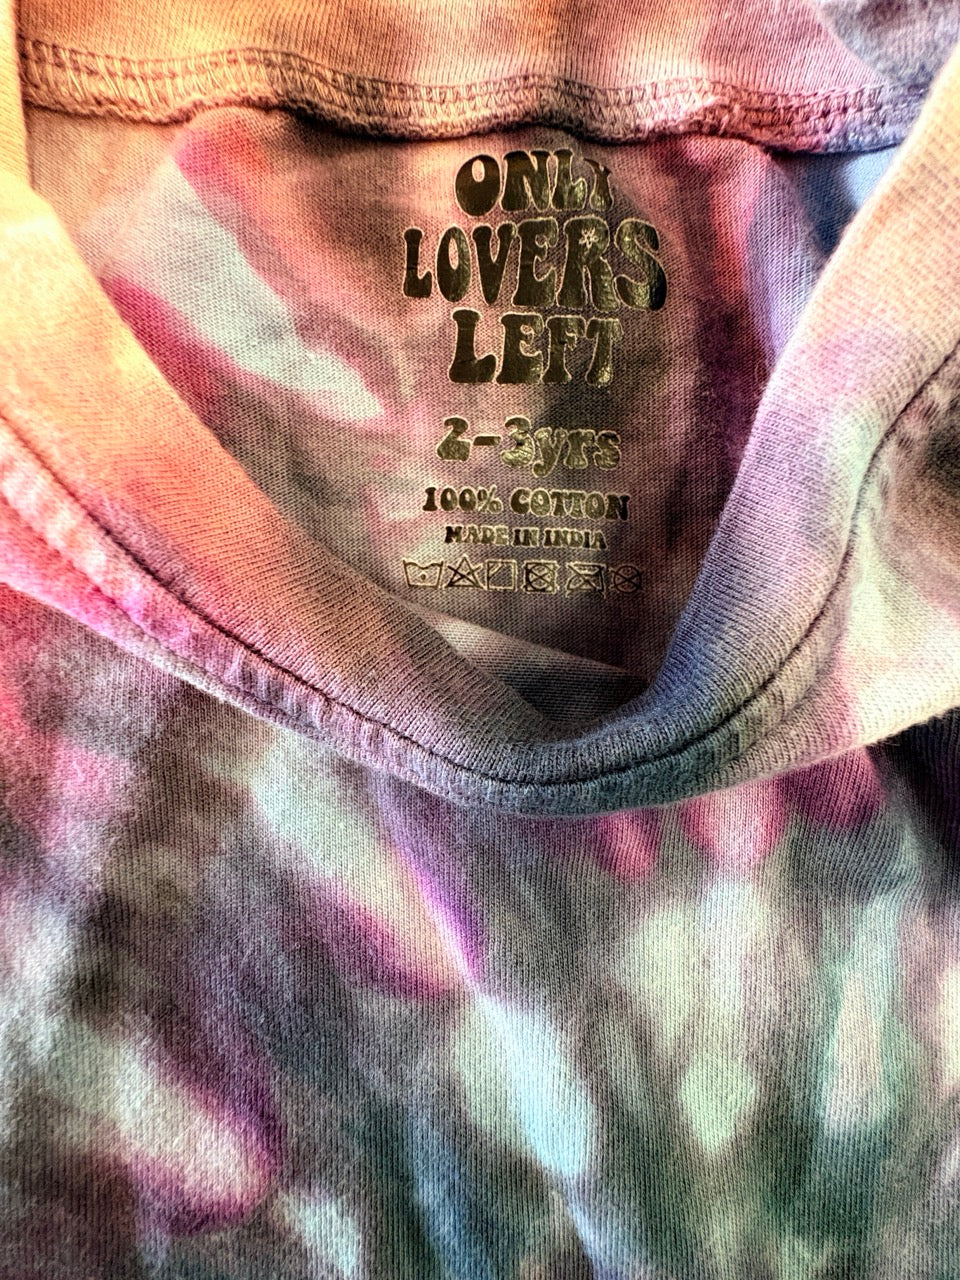 ONLY
LOVERS
LEFT
2-3yrs
100% COTTON
MADE IN INDIA